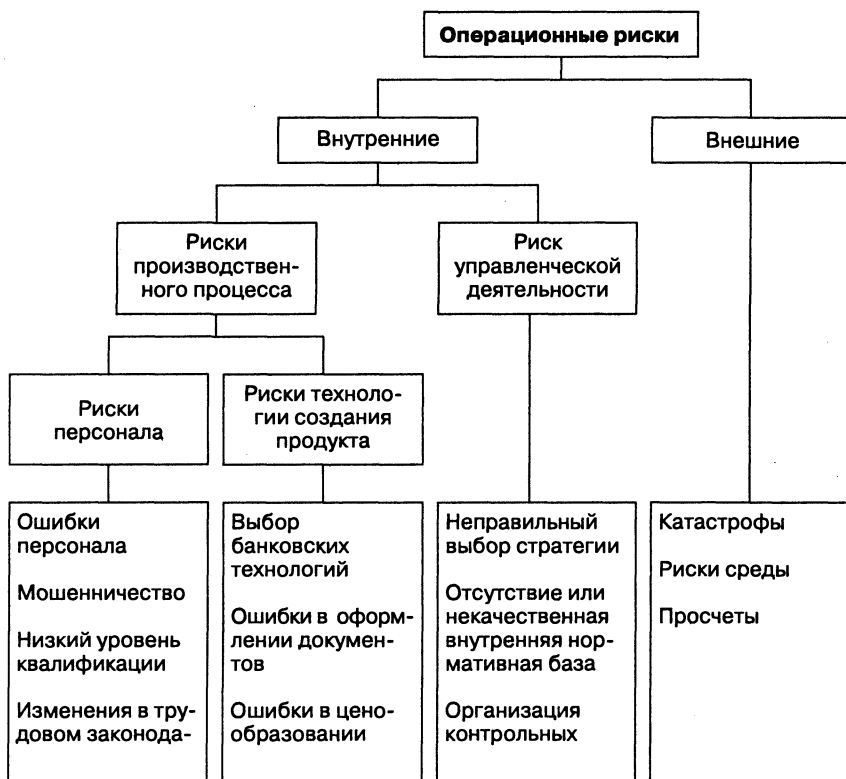 Операционные риски
Внутренние
Внешние
Риски
производствен-
ного процесса
Риск
управленческой
деятельности
Риски
персонала
Риски техноло-
гии создания
продукта
Ошибки
персонала
Мошенничество
Низкий уровень
квалификации
Изменения в тру-
довом законода-
Выбор
банковских
технологий
Ошибки в оформ-
лении докумен-
тов
Ошибки в цено-
образовании
Неправильный
выбор стратегии
Отсутствие или
некачественная
внутренняя нор-
мативная база
Организация
контрольных
Катастрофы
Риски среды
Просчеты